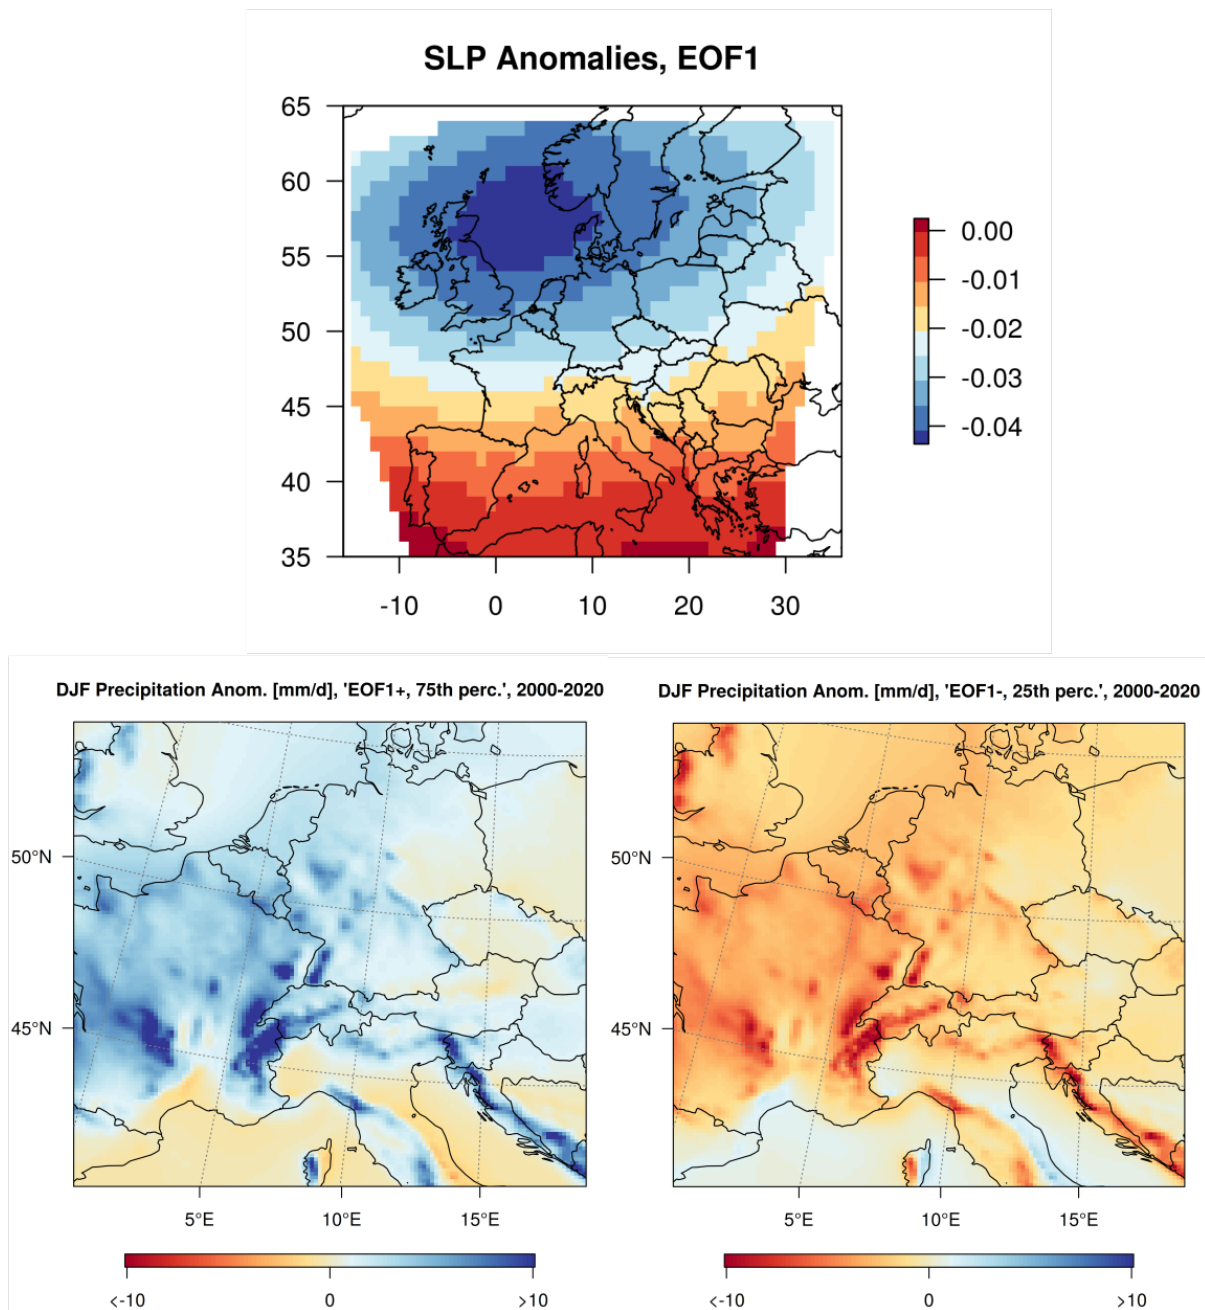 SLP Anomalies, EOF1
65
60
55
50
45
40
35
-10 0 10 20 30
0.00
-0.01
-0.02
-0.03
-0.04
DJF Precipitation Anom. [mm/d], 'EOF1+, 75th perc.', 2000-2020
50°N
45°N
5°E 10°E 15°E
<-10 0 >10
DJF Precipitation Anom. [mm/d], 'EOF1-, 25th perc.', 2000-2020
50°N
45°N
5°E 10°E 15°E
<-10 0 >10